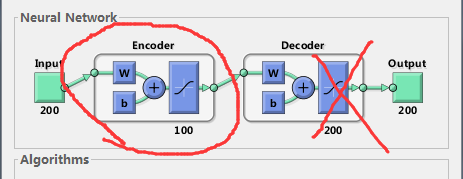 Neural Network
Encoder
Decoder
Input
Output
W
b
+
W
b
+
200
100
200
200
Algorithms